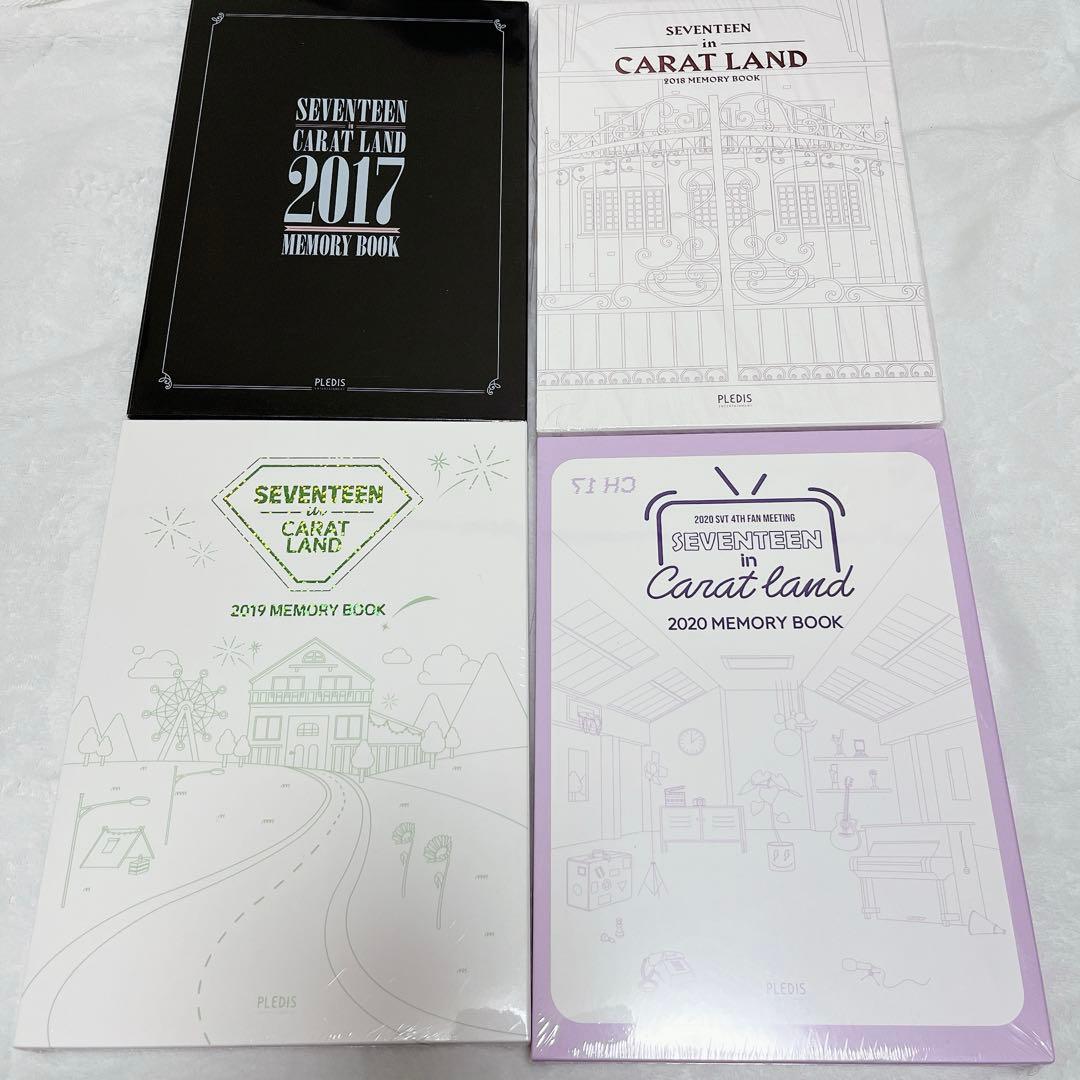 SEVENTEEN
in
CARAT LAND
2017
MEMORY BOOK
PLEDIS
ENTERTAINMENT
SEVENTEEN
in
CARAT LAND
2018 MEMORY BOOK
PLEDIS
ENTERTAINMENT
SEVENTEEN
in
CARAT
LAND
2019 MEMORY BOOK
PLEDIS
CH 17
2020 SVT 4TH FAN MEETING
SEVENTEEN
in
Carat land
2020 MEMORY BOOK
PLEDIS